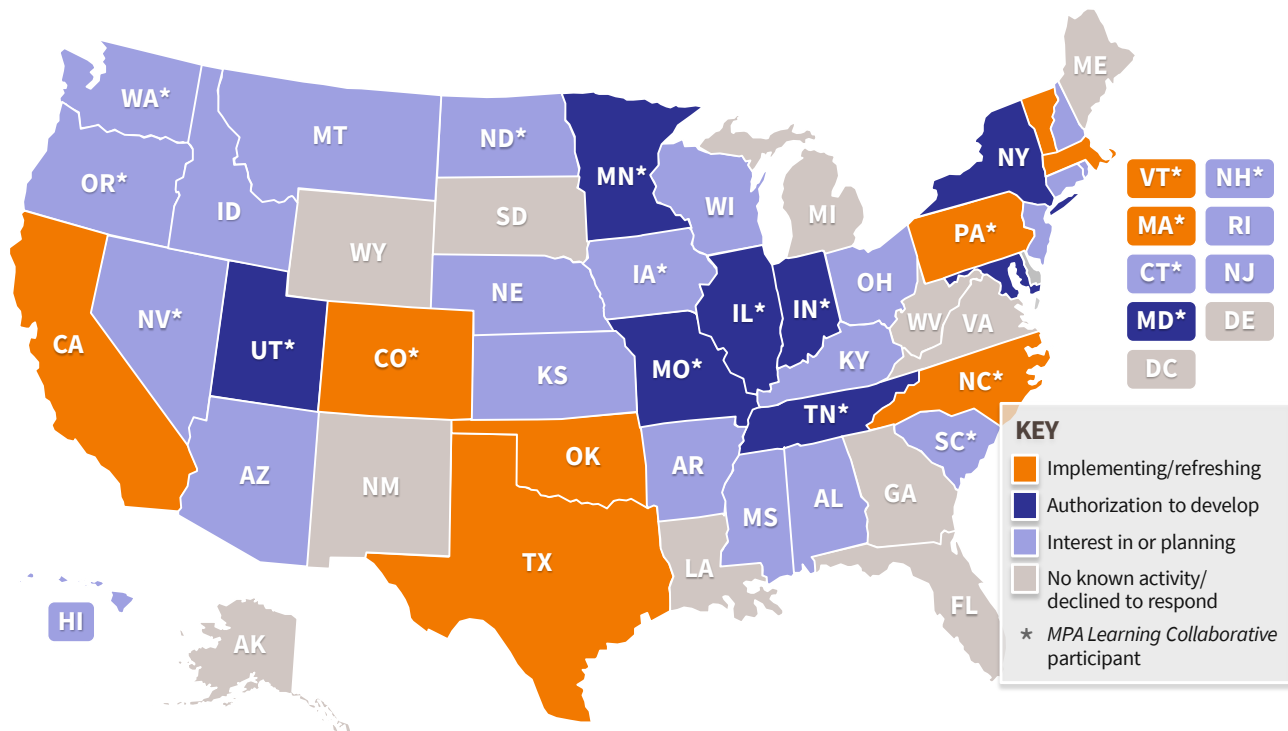 WA*
OR*
CA
ID
NV*
MT
WY
UT*
AZ
CO*
NM
ND*
SD
NE
KS
OK
TX
MN*
IA*
MO*
AR
LA
WI
IL*
MS
MI
IN*
KY
TN*
AL
OH
WV
VA
NC*
SC*
GA
FL
PA*
NY
ME
HI
AK
VT* NH*
MA* RI
CT* NJ
MD* DE
DC
KEY
Implementing/refreshing
Authorization to develop
Interest in or planning
No known activity/
declined to respond
* MPA Learning Collaborative
participant